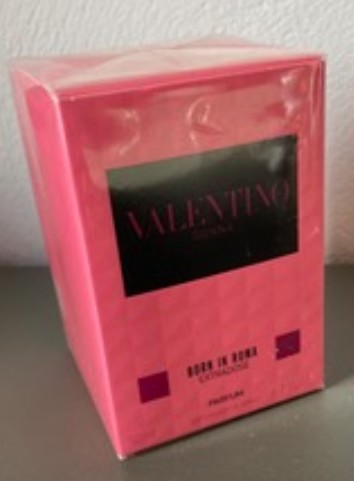 VALENTINO
DONNA
BORN IN ROMA
EXTRADOSE
PARFUM